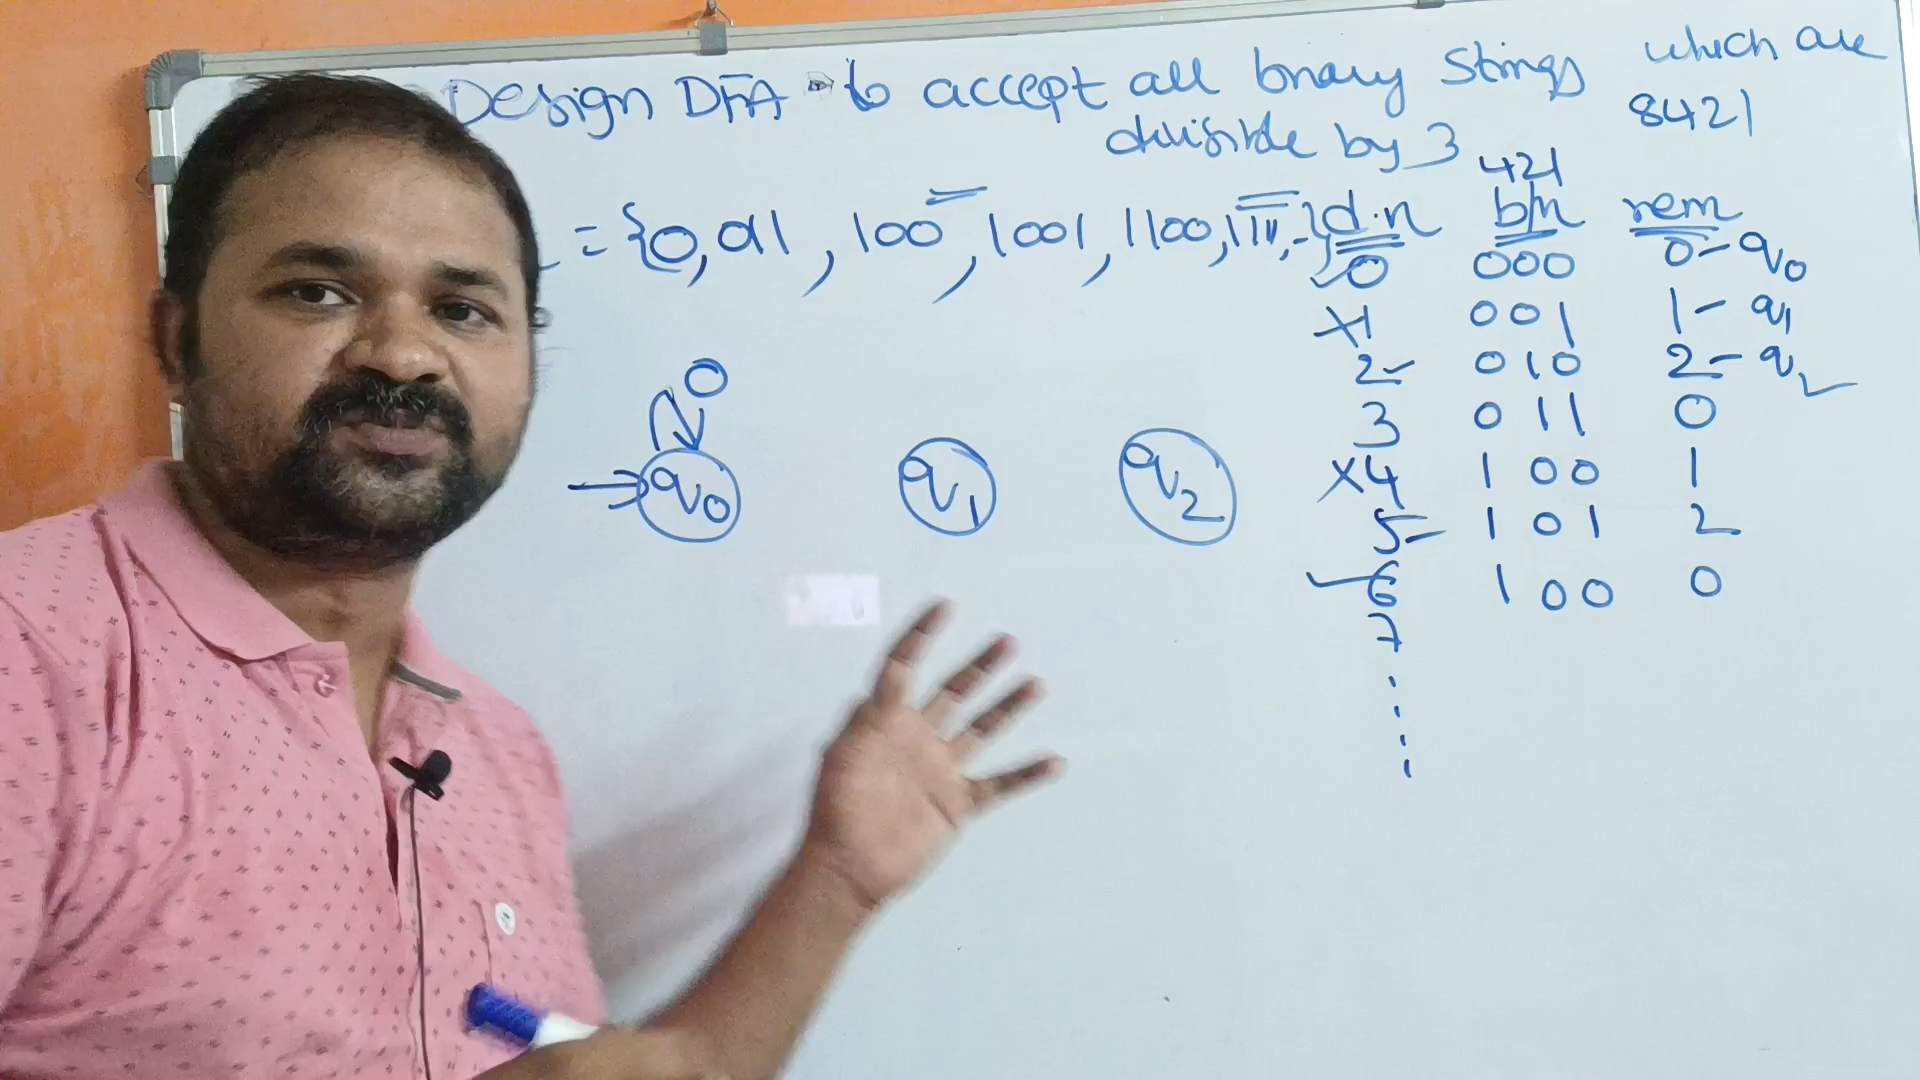 Design DFA to accept all binary strings which are
divisible by 3
8421
= {0, 011, 100, 1001, 1100, 1111, - }
421
d.n b/n rem
0 000 0 - q0
x1 001 1 - q1
2 010 2 - q2
3 011 0
x4 100 1
5 101 2
6 100 0
7
0
q0 q1 q2